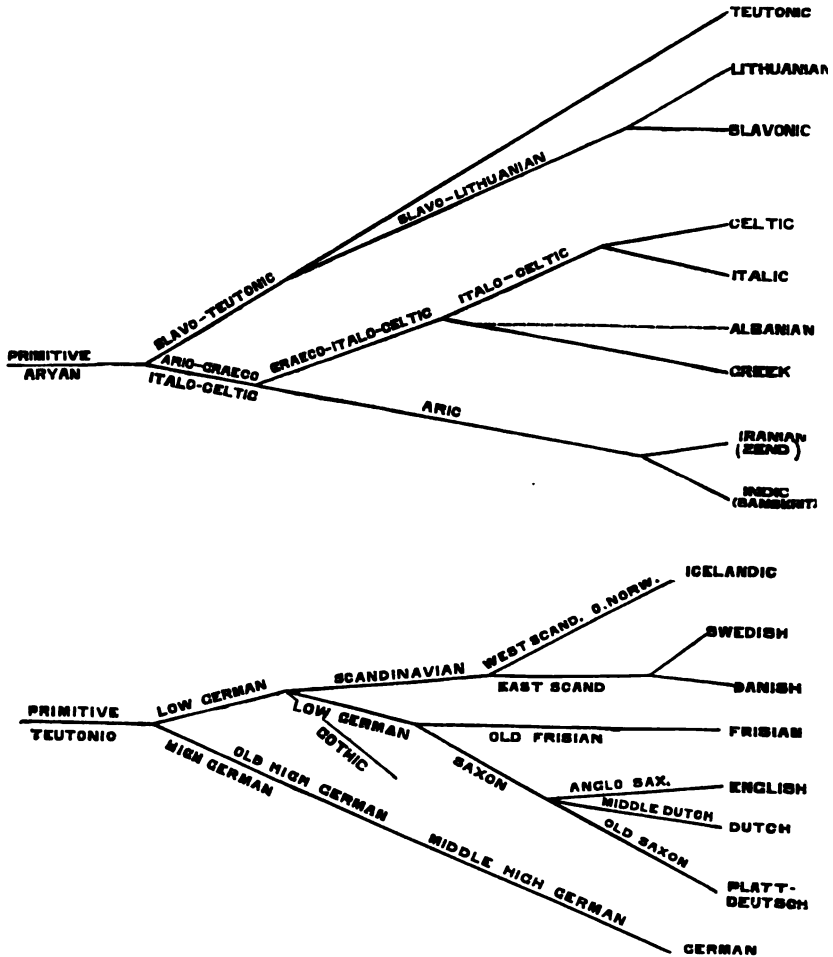 TEUTONIC
LITHUANIAN
SLAVONIC
SLAVO-LITHUANIAN
CELTIC
ITALO-CELTIC
ITALIC
SLAVO-TEUTONIC
GRAECO-ITALO-CELTIC
ALBANIAN
PRIMITIVE
ARYAN
ARIO-GRAECO
ITALO-CELTIC
GREEK
ARIC
IRANIAN
(ZEND)
INDIC
(SANSKRIT)
ICELANDIC
WEST SCAND. O. NORW.
SWEDISH
SCANDINAVIAN
EAST SCAND
DANISH
PRIMITIVE
TEUTONIC
LOW GERMAN
LOW GERMAN
GOTHIC
OLD FRISIAN
FRISIAN
HIGH GERMAN
OLD HIGH GERMAN
SAXON
ANGLO SAX.
ENGLISH
MIDDLE DUTCH
DUTCH
OLD SAXON
PLATT-
DEUTSCH
MIDDLE HIGH GERMAN
GERMAN